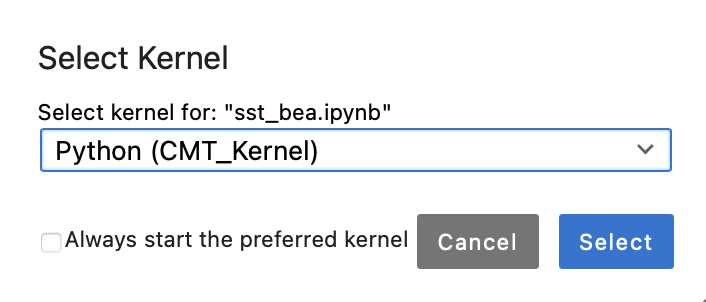 Select Kernel
Select kernel for: "sst_bea.ipynb"
Python (CMT_Kernel)
Always start the preferred kernel Cancel Select